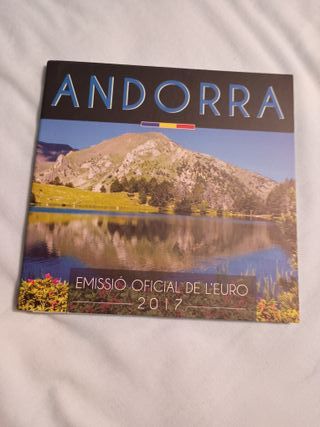 ANDORRA
EMISSIÓ OFICIAL DE L'EURO
2017